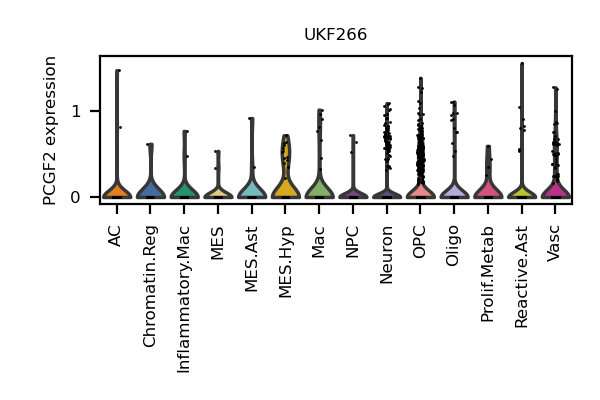 UKF266
PCGF2 expression
1
0
AC
Chromatin.Reg
Inflammatory.Mac
MES
MES.Ast
MES.Hyp
Mac
NPC
Neuron
OPC
Oligo
Prolif.Metab
Reactive.Ast
Vasc